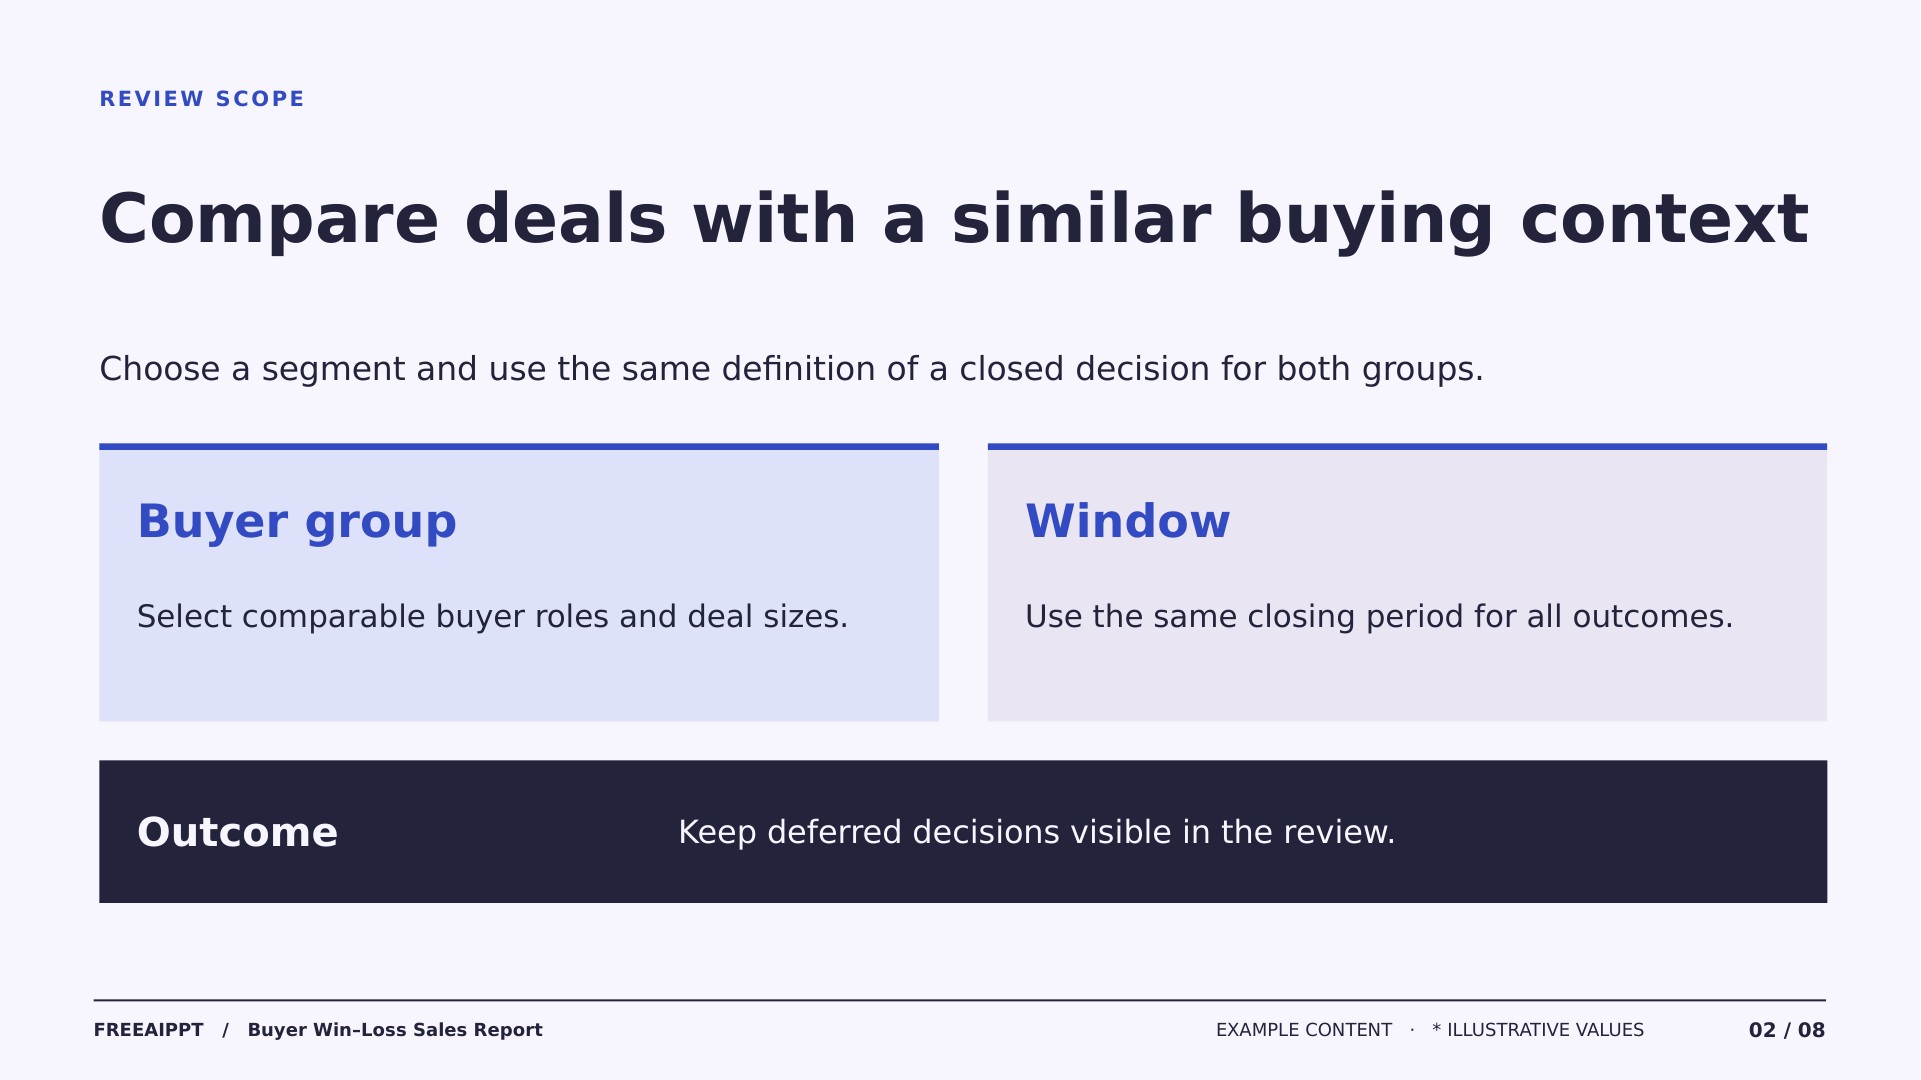 REVIEW SCOPE
Compare deals with a similar buying context
Choose a segment and use the same definition of a closed decision for both groups.
Buyer group
Select comparable buyer roles and deal sizes.
Window
Use the same closing period for all outcomes.
Outcome
Keep deferred decisions visible in the review.
FREEAIPPT / Buyer Win–Loss Sales Report
EXAMPLE CONTENT · * ILLUSTRATIVE VALUES
02 / 08